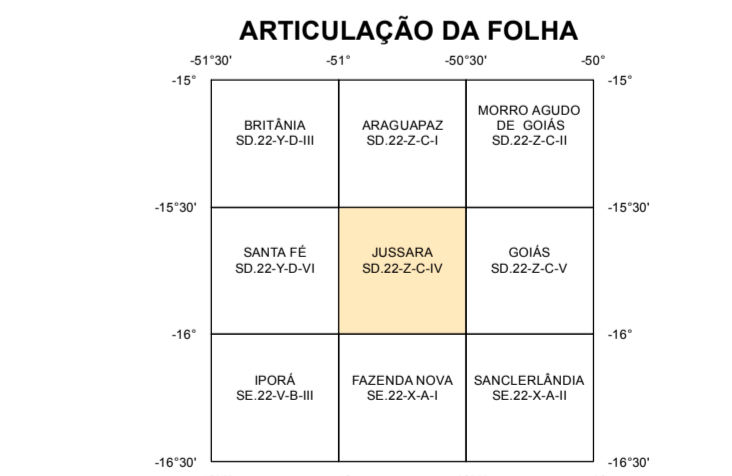 ARTICULAÇÃO DA FOLHA
-51°30'
-51°
-50°30'
-50°
-15°
-15°
BRITÂNIA
SD.22-Y-D-III
ARAGUAPAZ
SD.22-Z-C-I
MORRO AGUDO
DE GOIÁS
SD.22-Z-C-II
-15°30'
-15°30'
SANTA FÉ
SD.22-Y-D-VI
JUSSARA
SD.22-Z-C-IV
GOIÁS
SD.22-Z-C-V
-16°
-16°
IPORÁ
SE.22-V-B-III
FAZENDA NOVA
SE.22-X-A-I
SANCLERLÂNDIA
SE.22-X-A-II
-16°30'
-16°30'